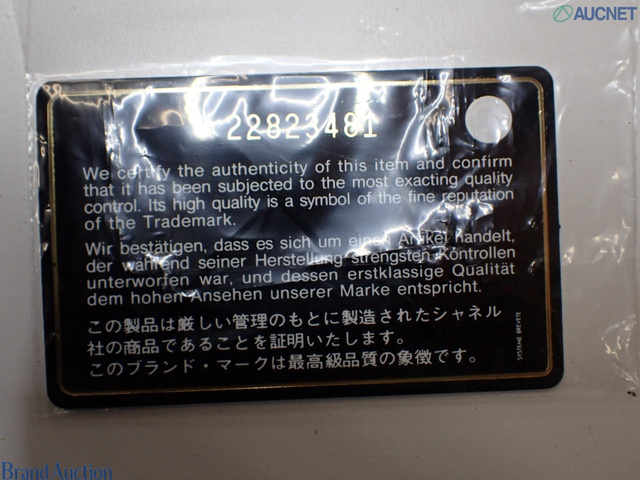 AUCNET
22823481
We certify the authenticity of this item and confirm
that it has been subjected to the most exacting quality
control. Its high quality is a symbol of the fine reputation
of the Trademark.
Wir bestätigen, dass es sich um einen Artikel handelt,
der während seiner Herstellung strengsten Kontrollen
unterworfen war, und dessen erstklassige Qualität
dem hohen Ansehen unserer Marke entspricht.
この製品は厳しい管理のもとに製造されたシャネル
社の商品であることを証明いたします。
このブランド・マークは最高級品質の象徴です。
Brand Auction